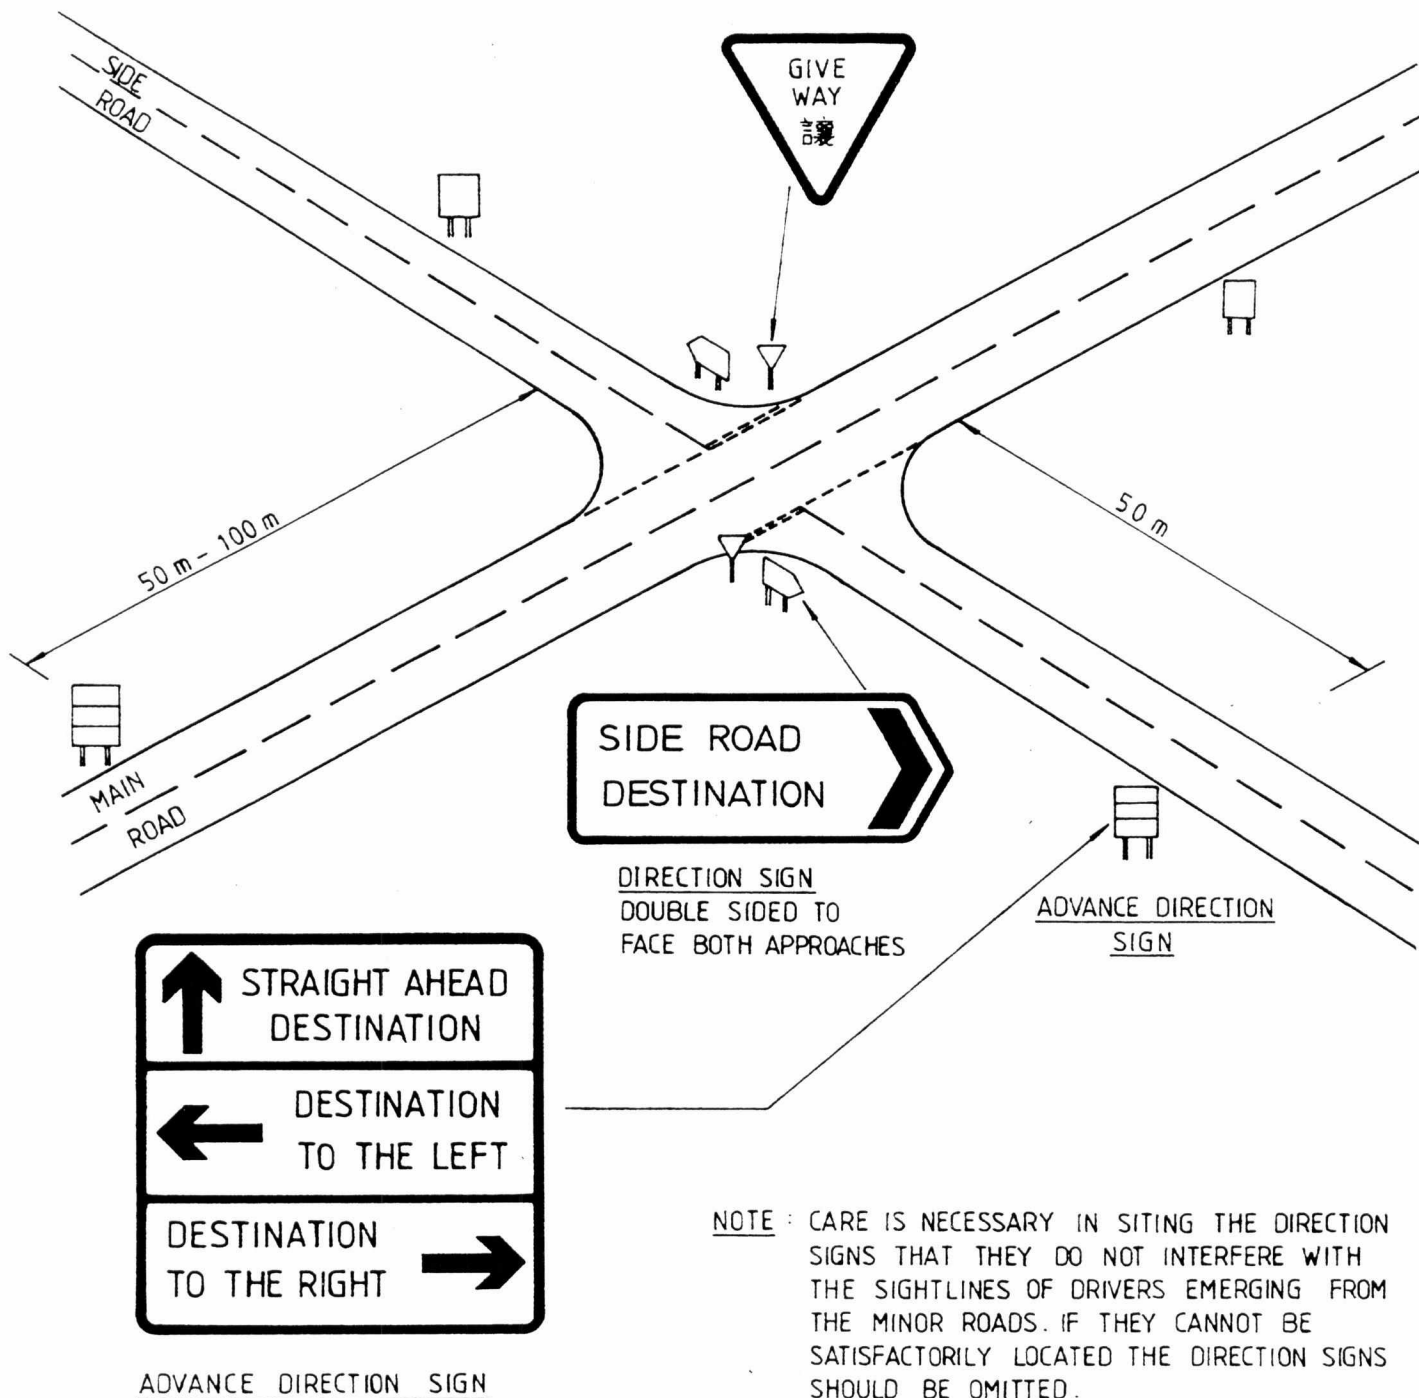 SIDE
ROAD
GIVE
WAY
讓
50 m - 100 m
50 m
MAIN
ROAD
SIDE ROAD
DESTINATION
DIRECTION SIGN
DOUBLE SIDED TO
FACE BOTH APPROACHES
ADVANCE DIRECTION
SIGN
STRAIGHT AHEAD
DESTINATION
DESTINATION
TO THE LEFT
DESTINATION
TO THE RIGHT
ADVANCE DIRECTION SIGN
NOTE : CARE IS NECESSARY IN SITING THE DIRECTION
SIGNS THAT THEY DO NOT INTERFERE WITH
THE SIGHTLINES OF DRIVERS EMERGING FROM
THE MINOR ROADS. IF THEY CANNOT BE
SATISFACTORILY LOCATED THE DIRECTION SIGNS
SHOULD BE OMITTED.